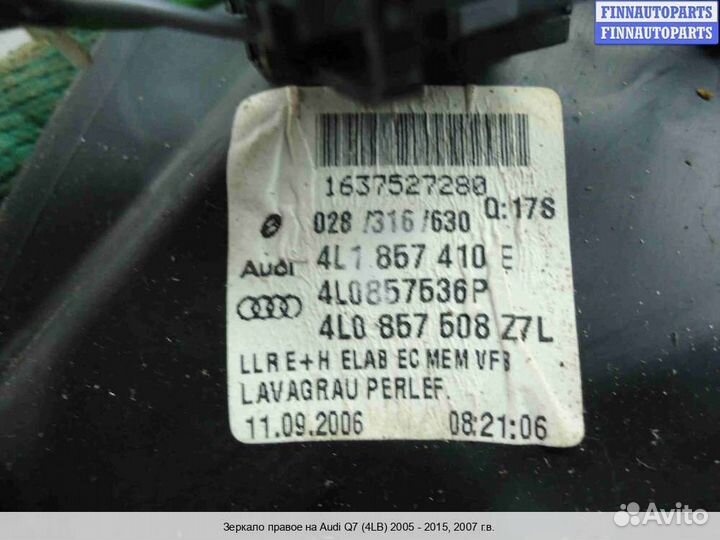 FINNAUTOPARTS
FINNAUTOPARTS
1637527280
028 /316 /630 Q:17S
Audi 4L1 857 410 E
4L0857536P
4L0 857 508 Z7L
LLR E+H ELAB EC MEM VFB
LAVAGRAU PERLEF.
11.09.2006 08:21:06
Avito
Зеркало правое на Audi Q7 (4LB) 2005 - 2015, 2007 г.в.